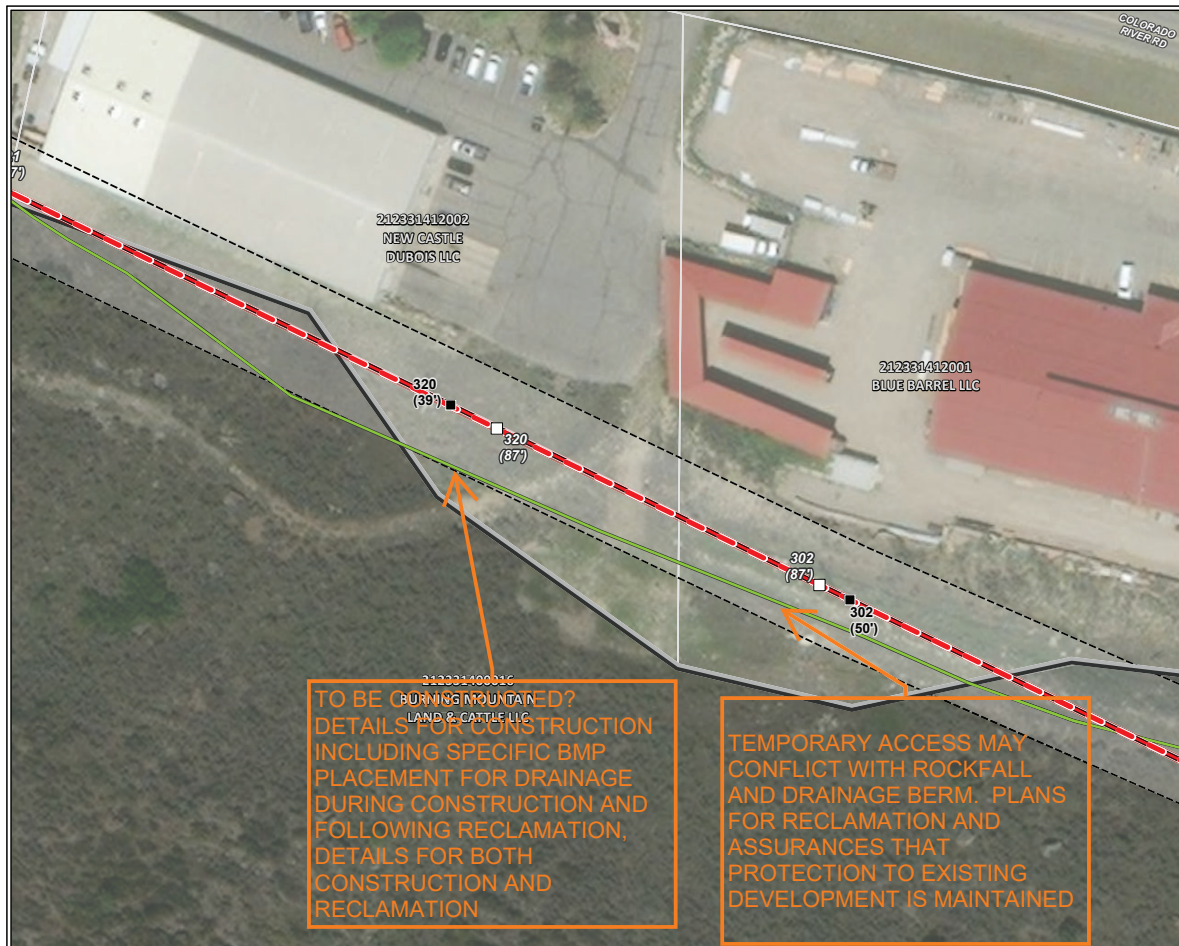 COLORADO
RIVER RD
7')
212331412002
NEW CASTLE
DUBOIS LLC
212331412001
BLUE BARREL LLC
320
(39')
320
(87')
302
(87')
302
(50')
212331400016
BURNING MOUNTAIN
LAND & CATTLE LLC
TO BE CONSTRUCTED?
DETAILS FOR CONSTRUCTION
INCLUDING SPECIFIC BMP
PLACEMENT FOR DRAINAGE
DURING CONSTRUCTION AND
FOLLOWING RECLAMATION,
DETAILS FOR BOTH
CONSTRUCTION AND
RECLAMATION
TEMPORARY ACCESS MAY
CONFLICT WITH ROCKFALL
AND DRAINAGE BERM. PLANS
FOR RECLAMATION AND
ASSURANCES THAT
PROTECTION TO EXISTING
DEVELOPMENT IS MAINTAINED